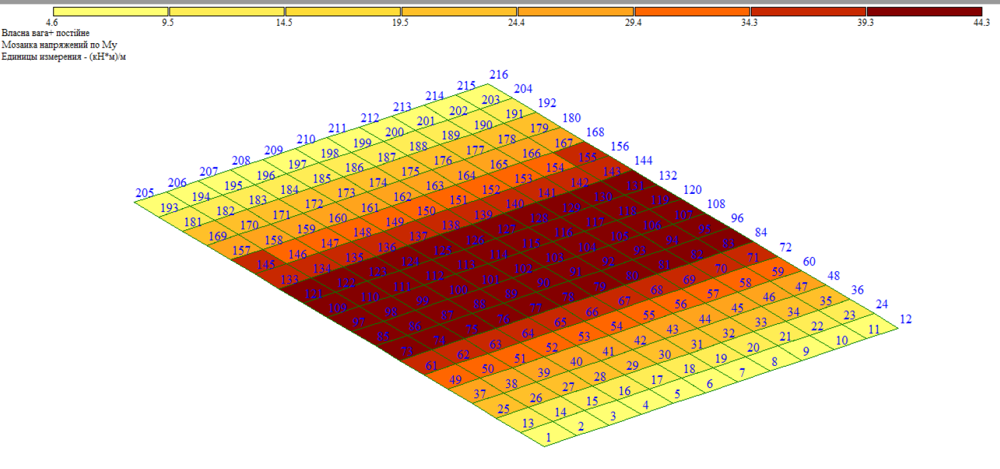 4.6 9.5 14.5 19.5 24.4 29.4 34.3 39.3 44.3
Власна вага+ постійне
Мозаика напряжений по My
Единицы измерения - (кН*м)/м
205 206 207 208 209 210 211 212 213 214 215 216
193 194 195 196 197 198 199 200 201 202 203 204
181 182 183 184 185 186 187 188 189 190 191 192
169 170 171 172 173 174 175 176 177 178 179 180
157 158 159 160 161 162 163 164 165 166 167 168
145 146 147 148 149 150 151 152 153 154 155 156
133 134 135 136 137 138 139 140 141 142 143 144
121 122 123 124 125 126 127 128 129 130 131 132
109 110 111 112 113 114 115 116 117 118 119 120
97 98 99 100 101 102 103 104 105 106 107 108
85 86 87 88 89 90 91 92 93 94 95 96
73 74 75 76 77 78 79 80 81 82 83 84
61 62 63 64 65 66 67 68 69 70 71 72
49 50 51 52 53 54 55 56 57 58 59 60
37 38 39 40 41 42 43 44 45 46 47 48
25 26 27 28 29 30 31 32 33 34 35 36
13 14 15 16 17 18 19 20 21 22 23 24
1 2 3 4 5 6 7 8 9 10 11 12